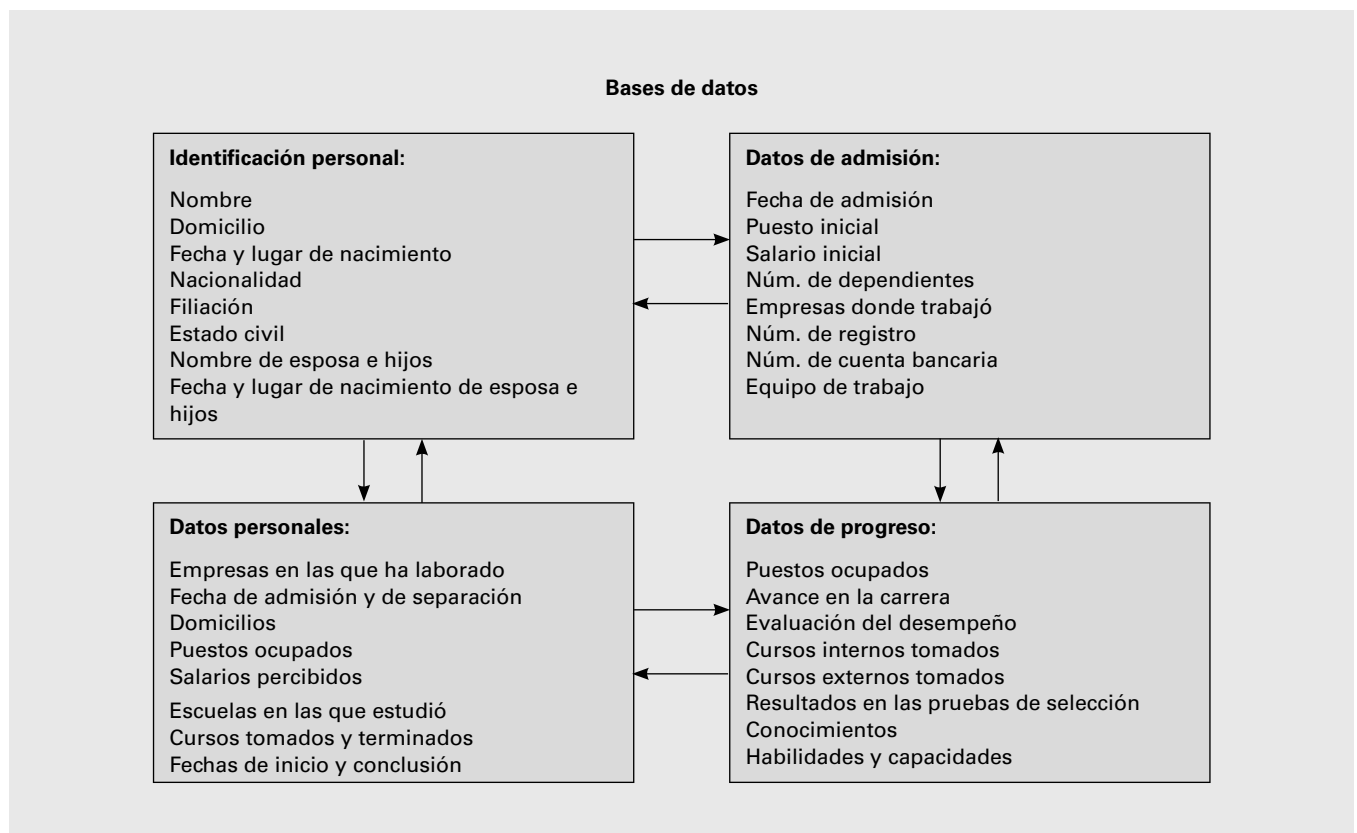 Bases de datos
Identificación personal:
Nombre
Domicilio
Fecha y lugar de nacimiento
Nacionalidad
Filiación
Estado civil
Nombre de esposa e hijos
Fecha y lugar de nacimiento de esposa e
hijos
Datos de admisión:
Fecha de admisión
Puesto inicial
Salario inicial
Núm. de dependientes
Empresas donde trabajó
Núm. de registro
Núm. de cuenta bancaria
Equipo de trabajo
Datos personales:
Empresas en las que ha laborado
Fecha de admisión y de separación
Domicilios
Puestos ocupados
Salarios percibidos
Escuelas en las que estudió
Cursos tomados y terminados
Fechas de inicio y conclusión
Datos de progreso:
Puestos ocupados
Avance en la carrera
Evaluación del desempeño
Cursos internos tomados
Cursos externos tomados
Resultados en las pruebas de selección
Conocimientos
Habilidades y capacidades